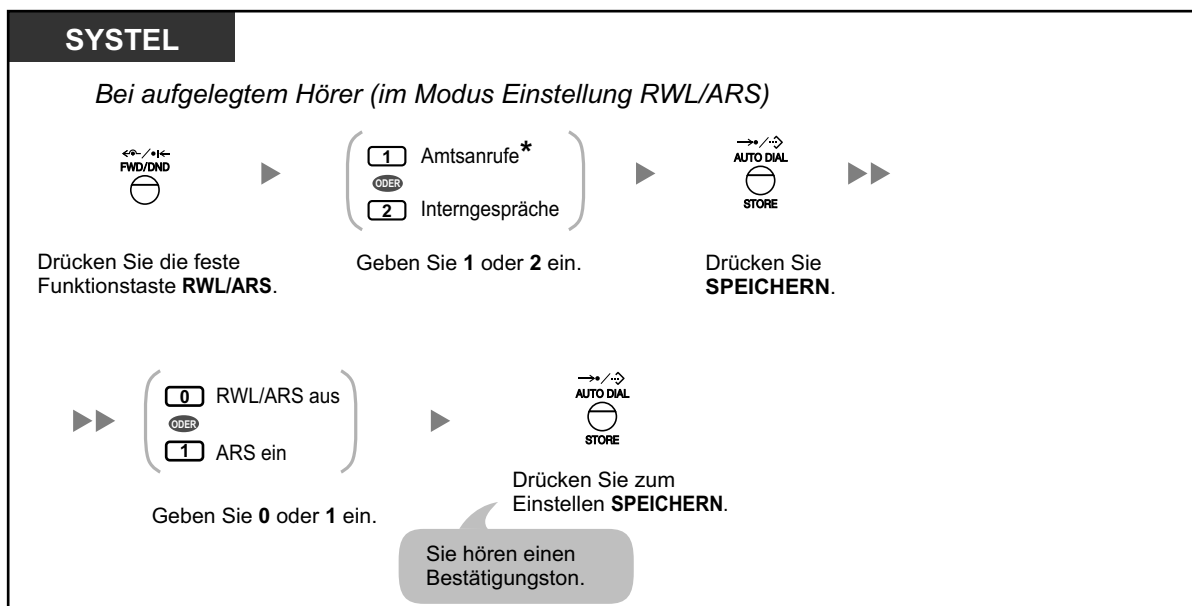 SYSTEL
Bei aufgelegtem Hörer (im Modus Einstellung RWL/ARS)
FWD/DND
1 Amtsanrufe*
ODER
2 Interngespräche
AUTO DIAL
STORE
Drücken Sie die feste
Funktionstaste RWL/ARS.
Geben Sie 1 oder 2 ein.
Drücken Sie
SPEICHERN.
0 RWL/ARS aus
ODER
1 ARS ein
AUTO DIAL
STORE
Geben Sie 0 oder 1 ein.
Drücken Sie zum
Einstellen SPEICHERN.
Sie hören einen
Bestätigungston.